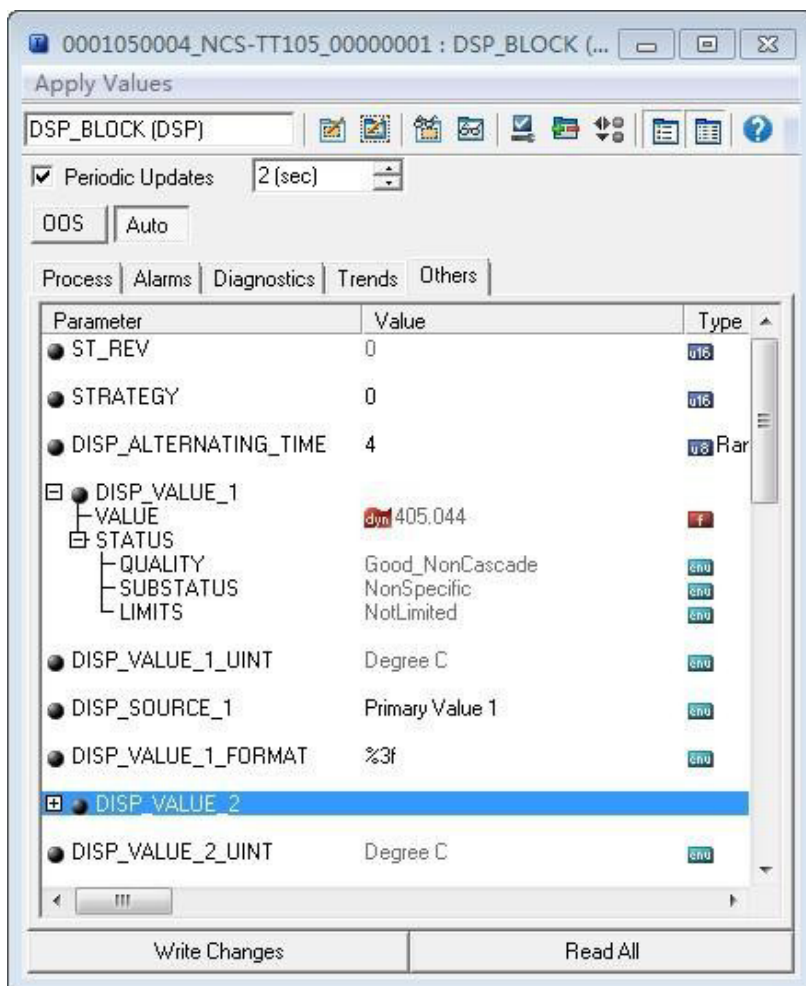 0001050004_NCS-TT105_00000001 : DSP_BLOCK (...
Apply Values
DSP_BLOCK (DSP)
Periodic Updates 2 (sec)
OOS Auto
Process Alarms Diagnostics Trends Others
Parameter Value Type
ST_REV 0 u16
STRATEGY 0 u16
DISP_ALTERNATING_TIME 4 u8 Rar
DISP_VALUE_1
VALUE dyn 405.044 f
STATUS
QUALITY Good_NonCascade enu
SUBSTATUS NonSpecific enu
LIMITS NotLimited enu
DISP_VALUE_1_UINT Degree C enu
DISP_SOURCE_1 Primary Value 1 enu
DISP_VALUE_1_FORMAT %3f enu
DISP_VALUE_2
DISP_VALUE_2_UINT Degree C enu
Write Changes Read All